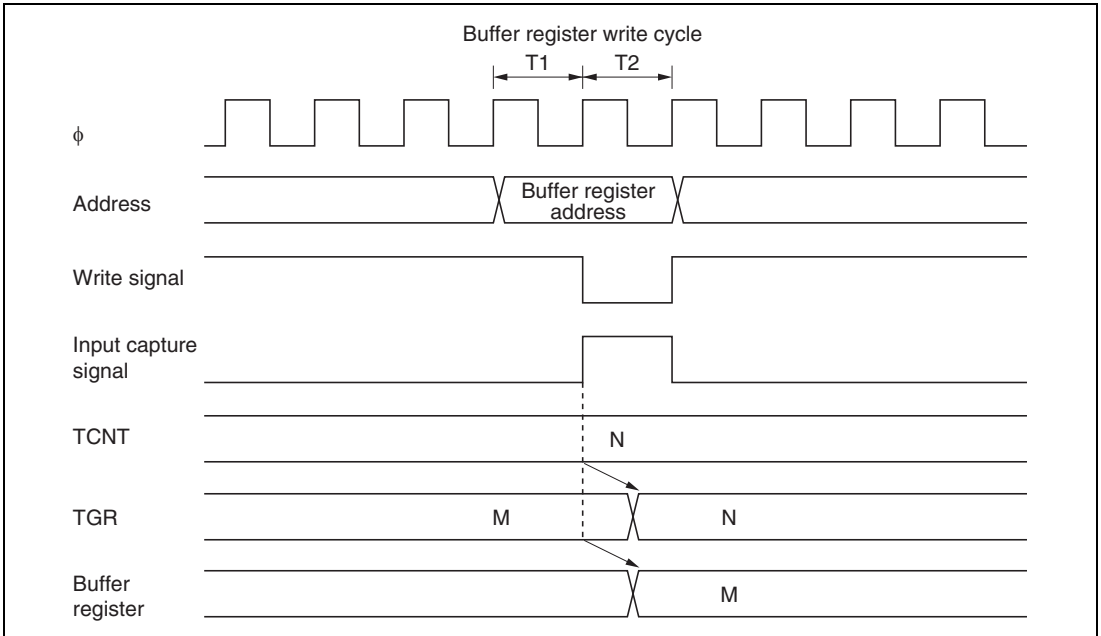 Buffer register write cycle
T1 T2
ϕ
Address
Buffer register
address
Write signal
Input capture
signal
TCNT
N
TGR
M N
Buffer
register
M